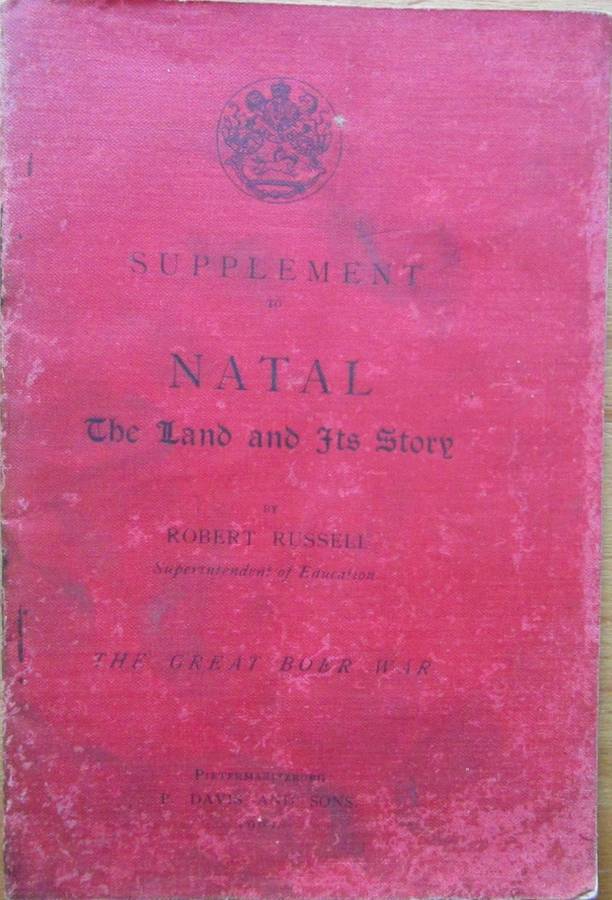 SUPPLEMENT
TO
NATAL
The Land and Its Story
BY
ROBERT RUSSELL
Superintendent of Education
THE GREAT BOER WAR
PIETERMARITZBURG
P. DAVIS AND SONS